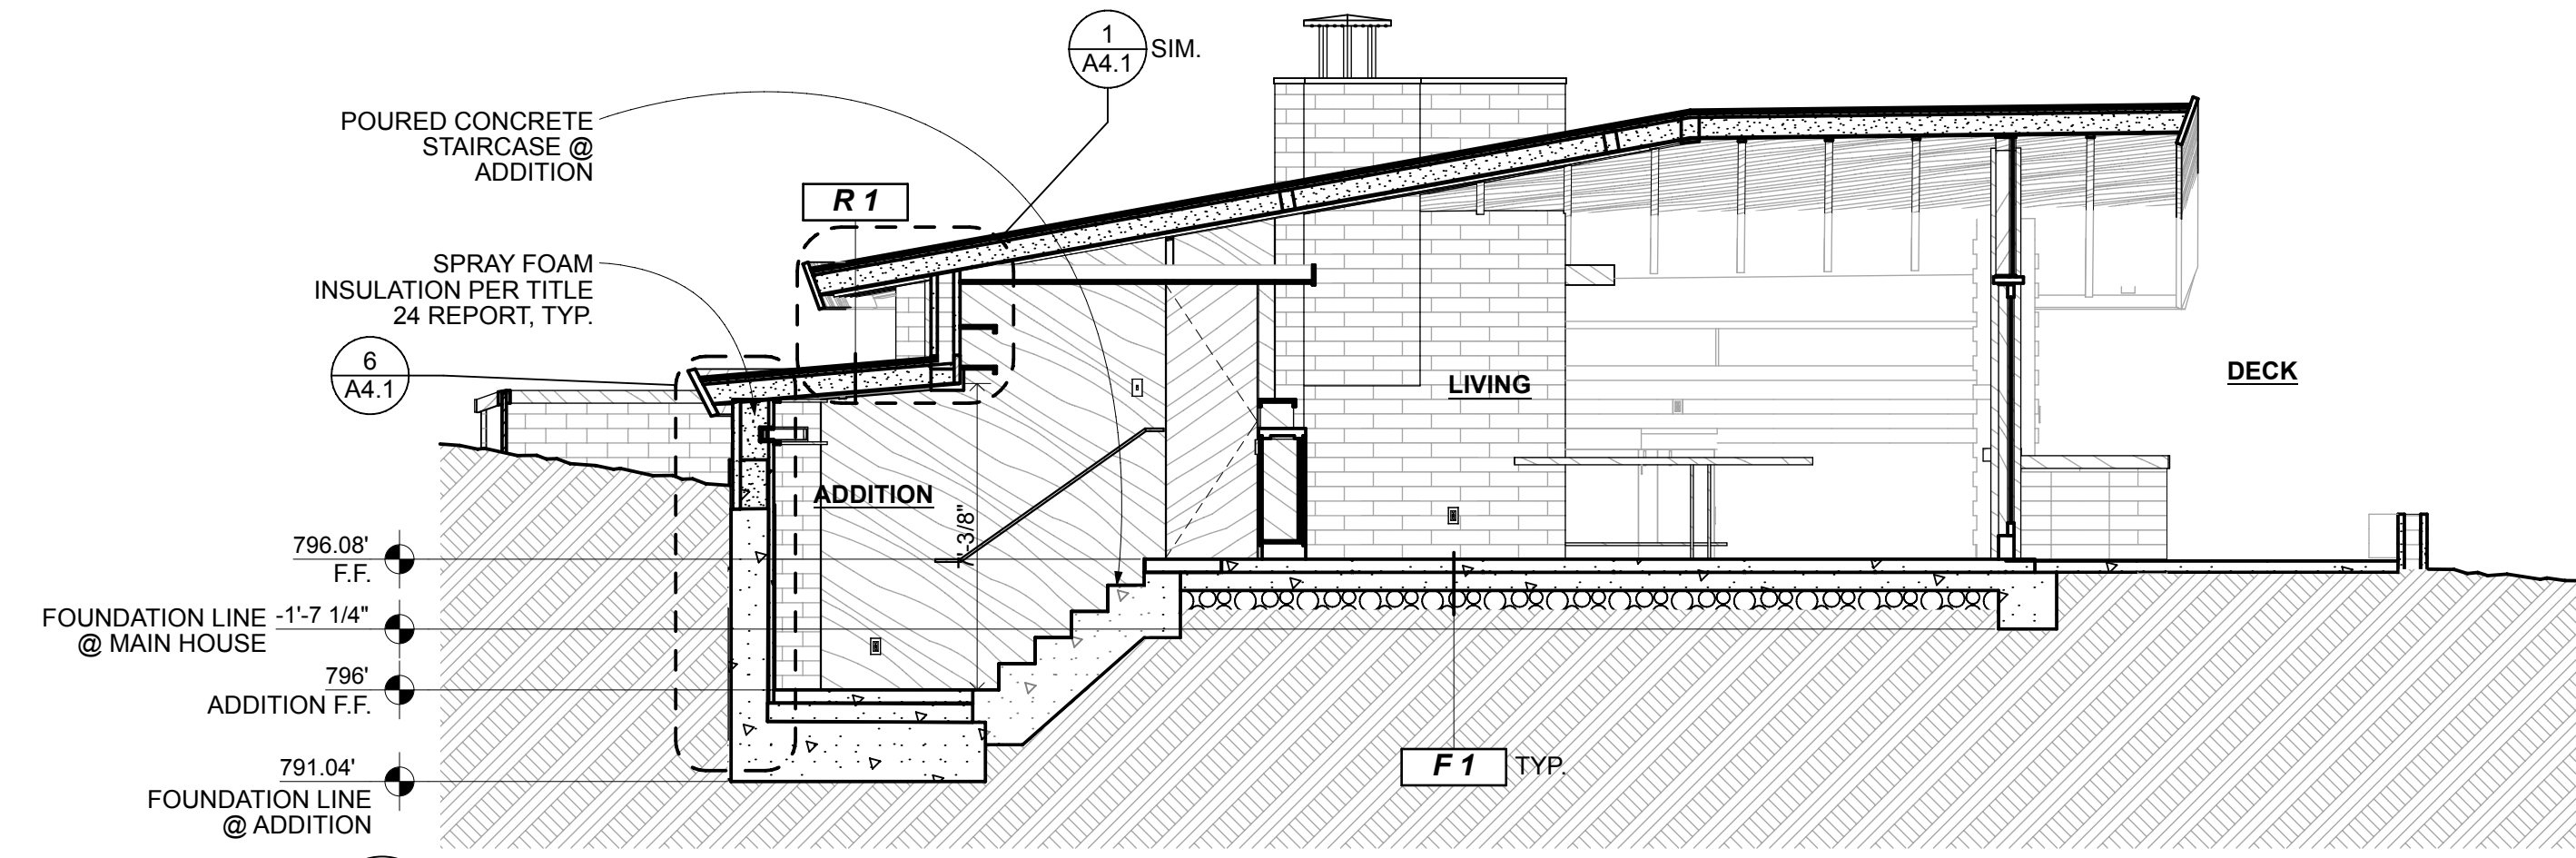 1
A4.1
SIM.
POURED CONCRETE
STAIRCASE @
ADDITION
R 1
SPRAY FOAM
INSULATION PER TITLE
24 REPORT, TYP.
6
A4.1
LIVING
DECK
ADDITION
-3/8"
796.08'
F.F.
FOUNDATION LINE
@ MAIN HOUSE
-1'-7 1/4"
796'
ADDITION F.F.
791.04'
FOUNDATION LINE
@ ADDITION
F 1
TYP.